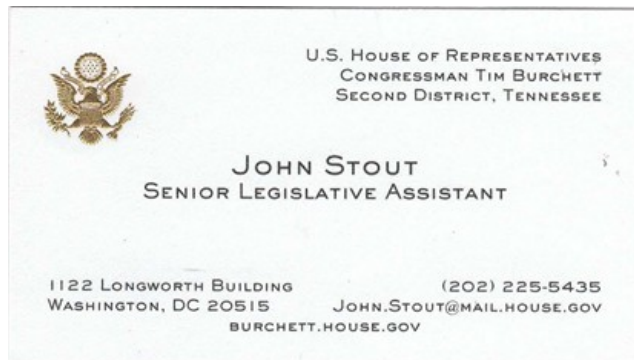 U.S. House of Representatives
Congressman Tim Burchett
Second District, Tennessee
John Stout
Senior Legislative Assistant
1122 Longworth Building
Washington, DC 20515
(202) 225-5435
John.Stout@mail.house.gov
burchett.house.gov